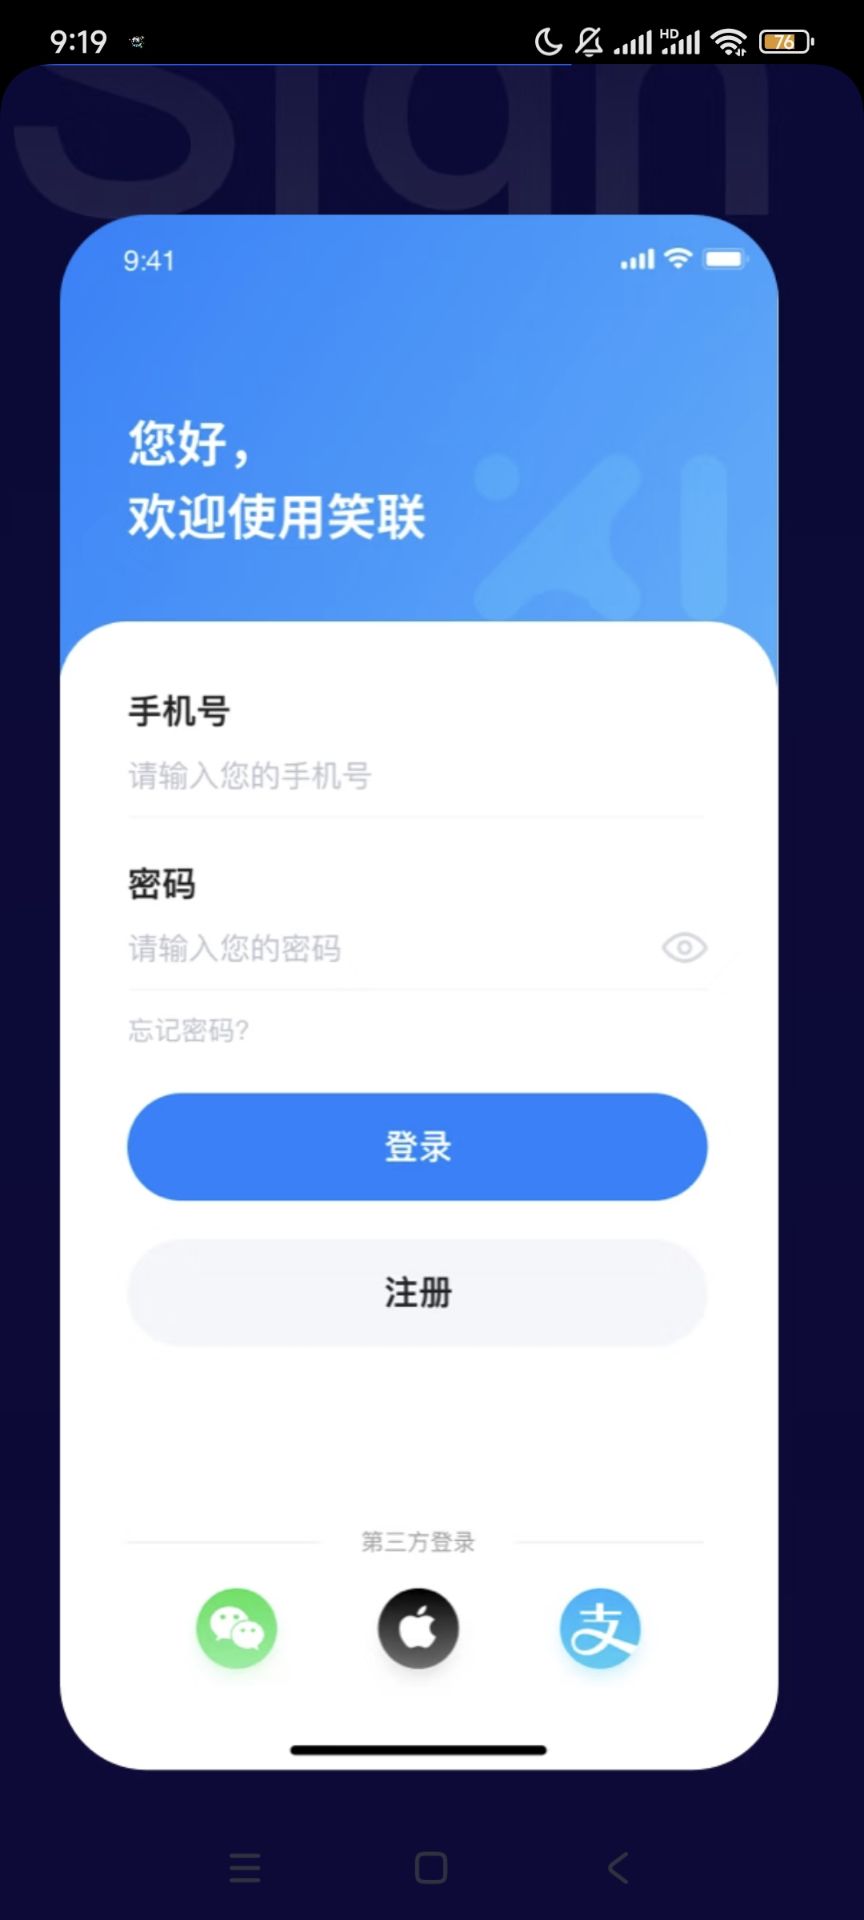 9:19
HD
76
Sign
9:41
您好，
欢迎使用笑联
手机号
请输入您的手机号
密码
请输入您的密码
忘记密码?
登录
注册
第三方登录
支